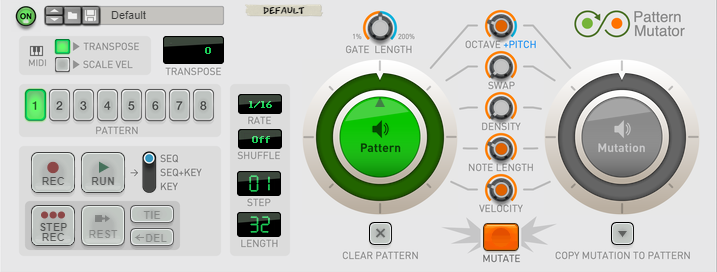 ON
Default
DEFAULT
Pattern
Mutator
MIDI
TRANSPOSE
SCALE VEL
0
TRANSPOSE
1% 200%
GATE LENGTH
OCTAVE +PITCH
SWAP
DENSITY
NOTE LENGTH
VELOCITY
1 2 3 4 5 6 7 8
PATTERN
1/16
RATE
Off
SHUFFLE
01
STEP
32
LENGTH
Pattern
Mutation
REC
RUN
SEQ
SEQ+KEY
KEY
STEP
REC
REST
TIE
←DEL
CLEAR PATTERN
MUTATE
COPY MUTATION TO PATTERN